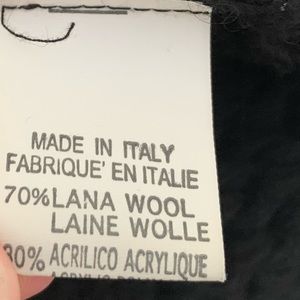 MADE IN ITALY
FABRIQUE' EN ITALIE
70% LANA WOOL
LAINE WOLLE
30% ACRILICO ACRYLIQUE